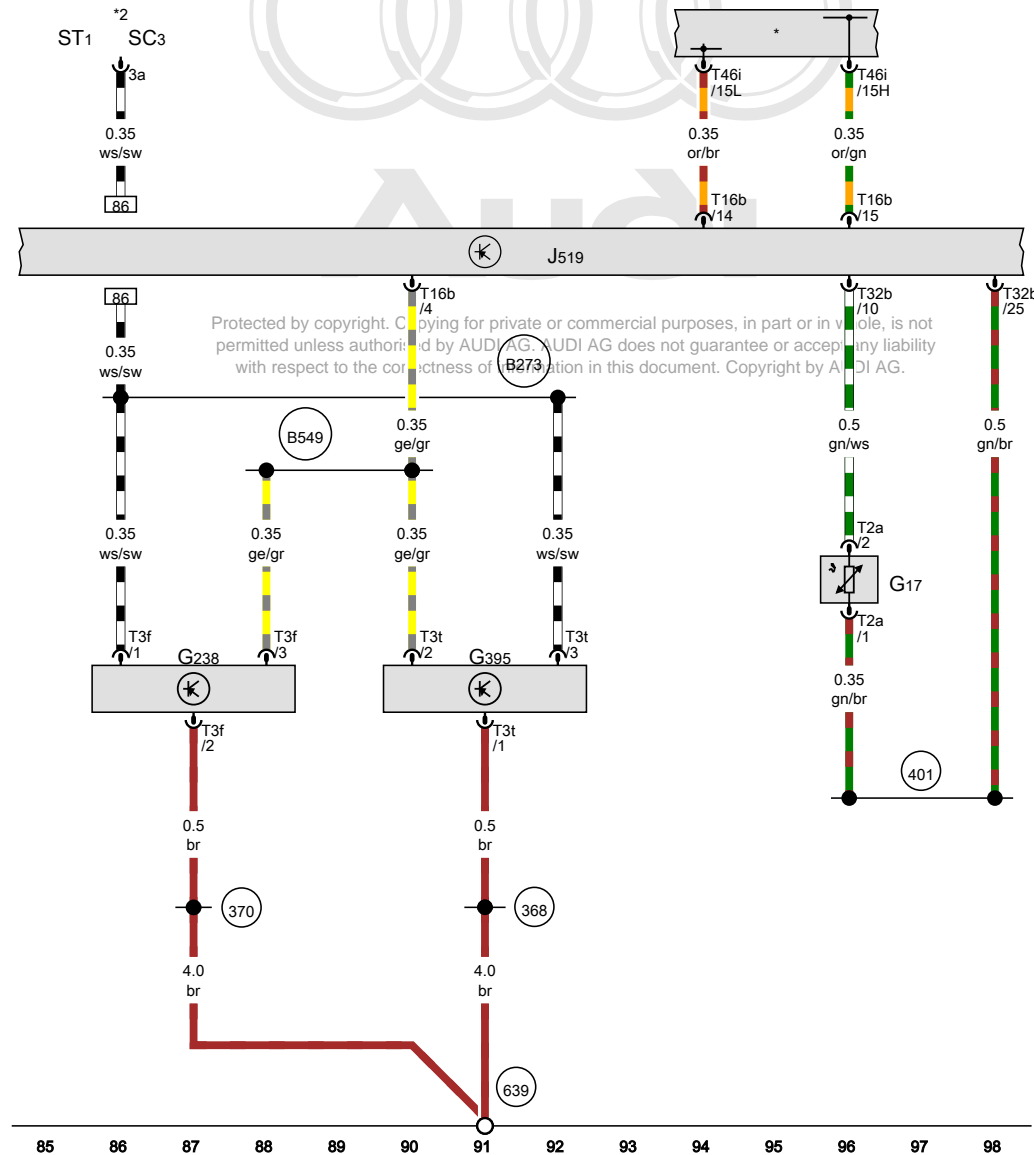 *2
ST1 SC3
3a
0.35
ws/sw
86
*
T46i
/15L
T46i
/15H
0.35
or/br
0.35
or/gn
T16b
/14
T16b
/15
Audi
J519
86
0.35
ws/sw
T16b
/4
T32b
/10
T32b
/25
Protected by copyright. Copying for private or commercial purposes, in part or in whole, is not
permitted unless authorised by AUDI AG. AUDI AG does not guarantee or accept any liability
with respect to the correctness of information in this document. Copyright by AUDI AG.
B273
0.35
ge/gr
B549
0.5
gn/ws
0.5
gn/br
0.35
ws/sw
0.35
ge/gr
0.35
ge/gr
0.35
ws/sw
T2a
/2
G17
T2a
/1
T3f
/1
G238
T3f
/3
T3t
/2
G395
T3t
/3
0.35
gn/br
T3f
/2
T3t
/1
401
0.5
br
0.5
br
370
368
4.0
br
4.0
br
639
85 86 87 88 89 90 91 92 93 94 95 96 97 98